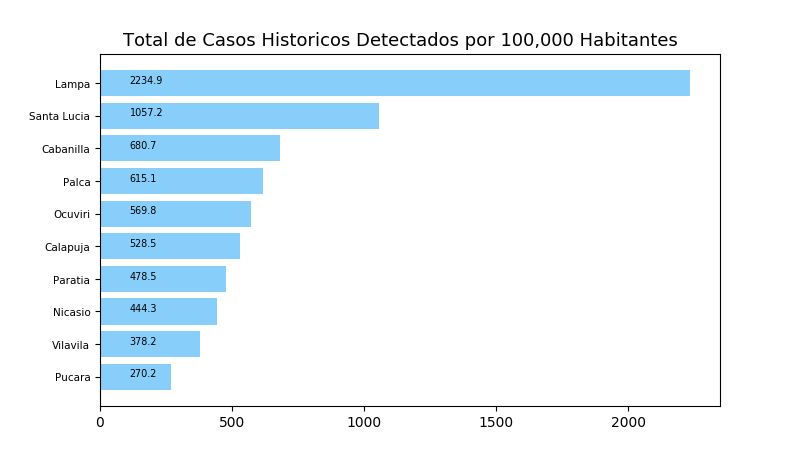 Total de Casos Historicos Detectados por 100,000 Habitantes
Lampa 2234.9
Santa Lucia 1057.2
Cabanilla 680.7
Palca 615.1
Ocuviri 569.8
Calapuja 528.5
Paratia 478.5
Nicasio 444.3
Vilavila 378.2
Pucara 270.2
0 500 1000 1500 2000